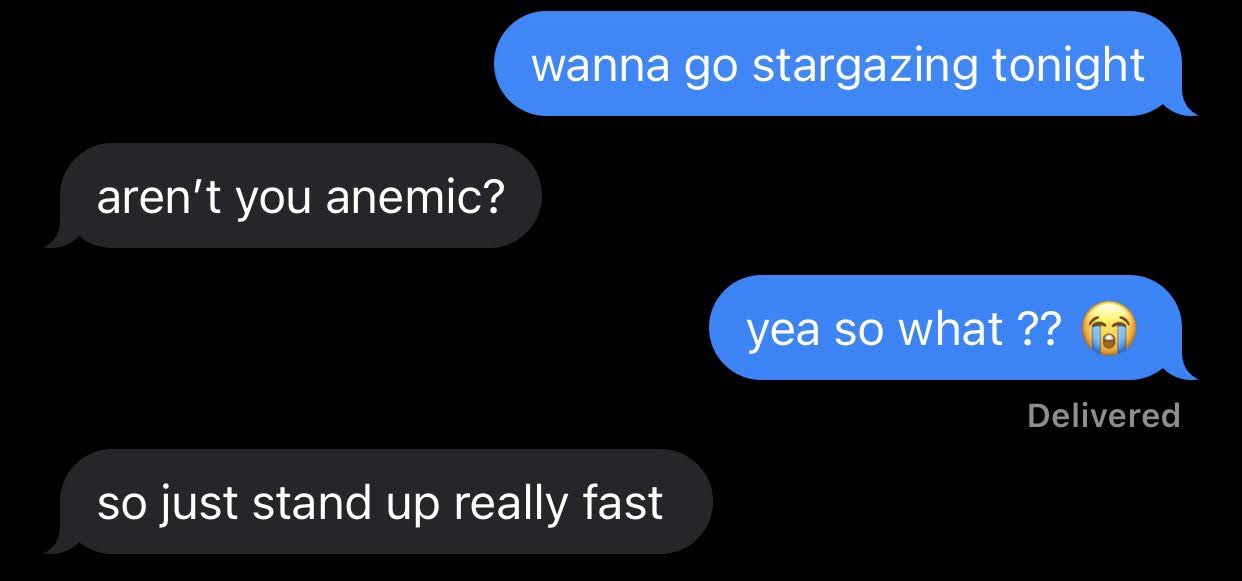 wanna go stargazing tonight
aren’t you anemic?
yea so what ?? 😭
Delivered
so just stand up really fast